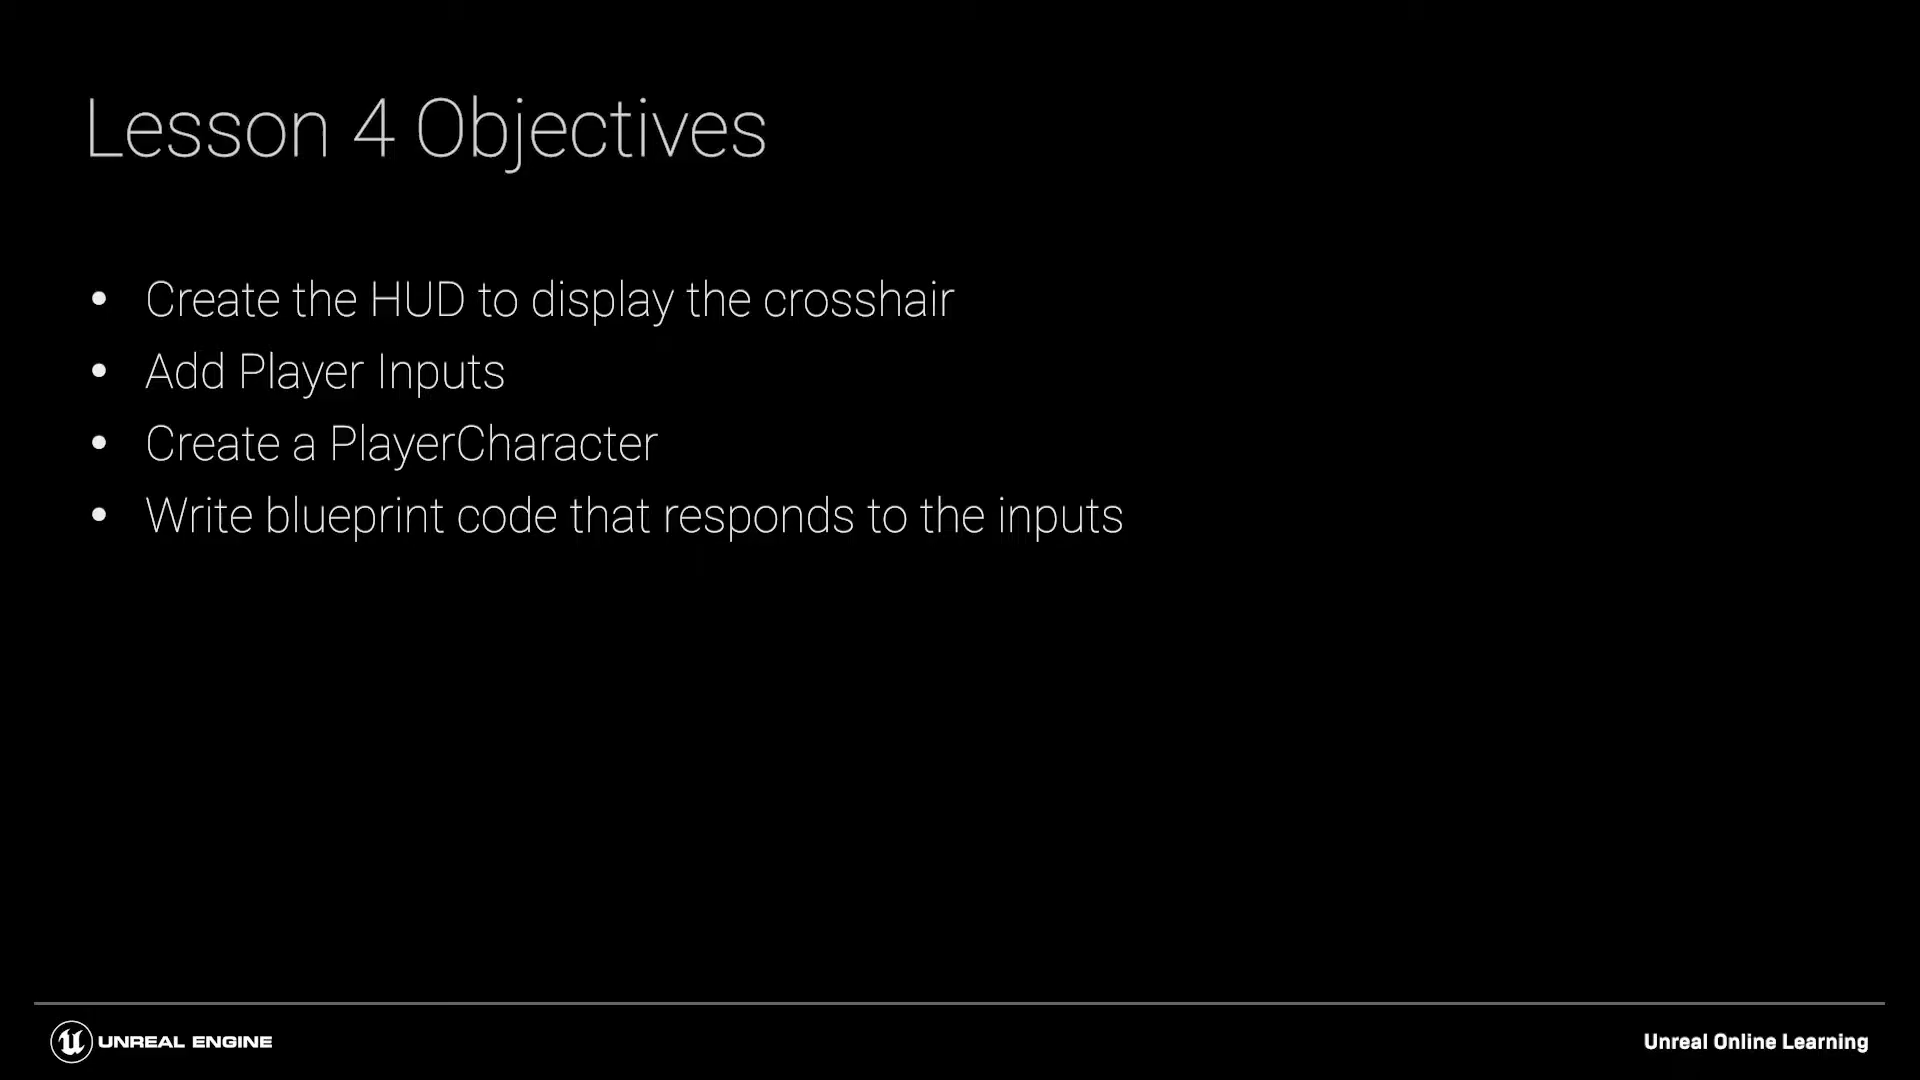 Lesson 4 Objectives
• Create the HUD to display the crosshair
• Add Player Inputs
• Create a PlayerCharacter
• Write blueprint code that responds to the inputs
UNREAL ENGINE
Unreal Online Learning